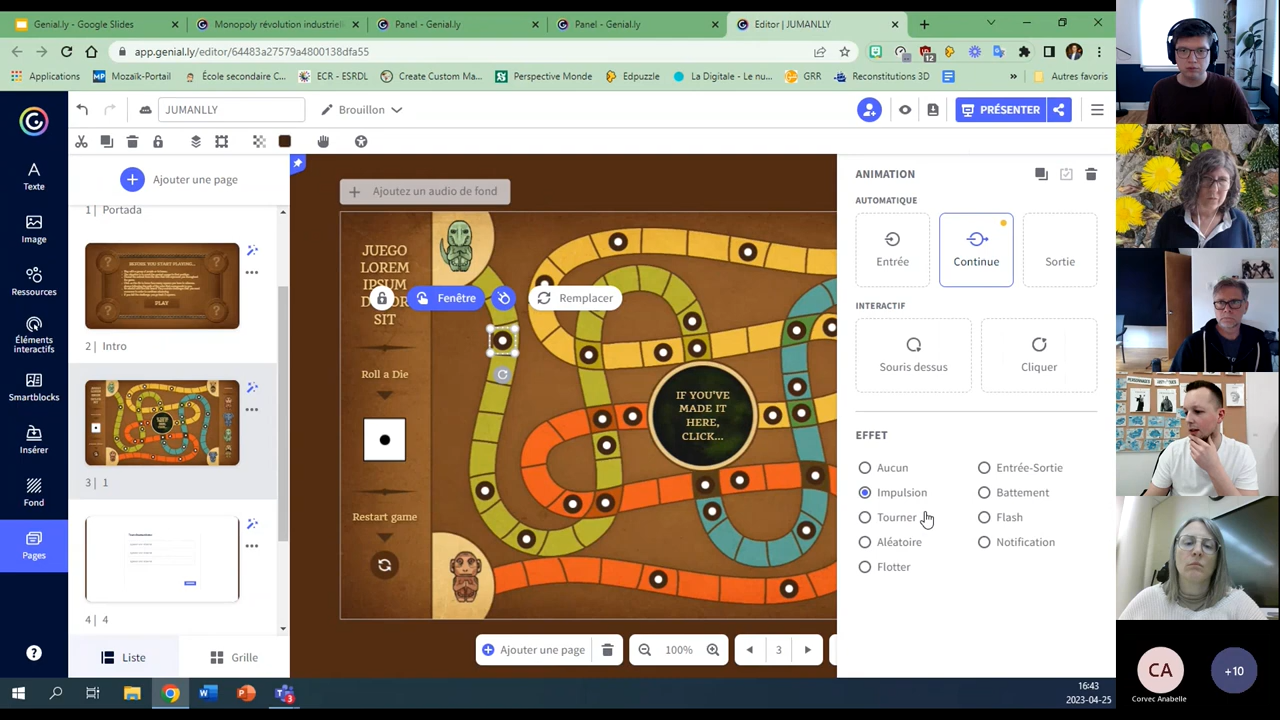 Genial.ly - Google Slides
Monopoly révolution industriel
Panel - Genial.ly
Panel - Genial.ly
Editor | JUMANLLY
app.genial.ly/editor/64483a27579a4800138dfa55
12
Applications
Mozaïk-Portail
École secondaire C...
ECR - ESRDL
Create Custom Ma...
Perspective Monde
Edpuzzle
La Digitale - Le nu...
GRR
Reconstitutions 3D
»
Autres favoris
JUMANLLY
Brouillon
PRÉSENTER
Texte
Image
Ressources
Éléments
interactifs
Smartblocks
Insérer
Fond
Pages
Ajouter une page
1 | Portada
PLAY
2 | Intro
3 | 1
4 | 4
Liste
Grille
Ajoutez un audio de fond
JUEGO
LOREM
IPSUM
SIT
Roll a Die
Restart game
Fenêtre
Remplacer
IF YOU'VE
MADE IT
HERE,
CLICK...
Ajouter une page
100%
3
ANIMATION
AUTOMATIQUE
Entrée
Continue
Sortie
INTERACTIF
Souris dessus
Cliquer
EFFET
Aucun
Entrée-Sortie
Impulsion
Battement
Tourner
Flash
Aléatoire
Notification
Flotter
CA
+10
Corvec Anabelle
16:43
2023-04-25